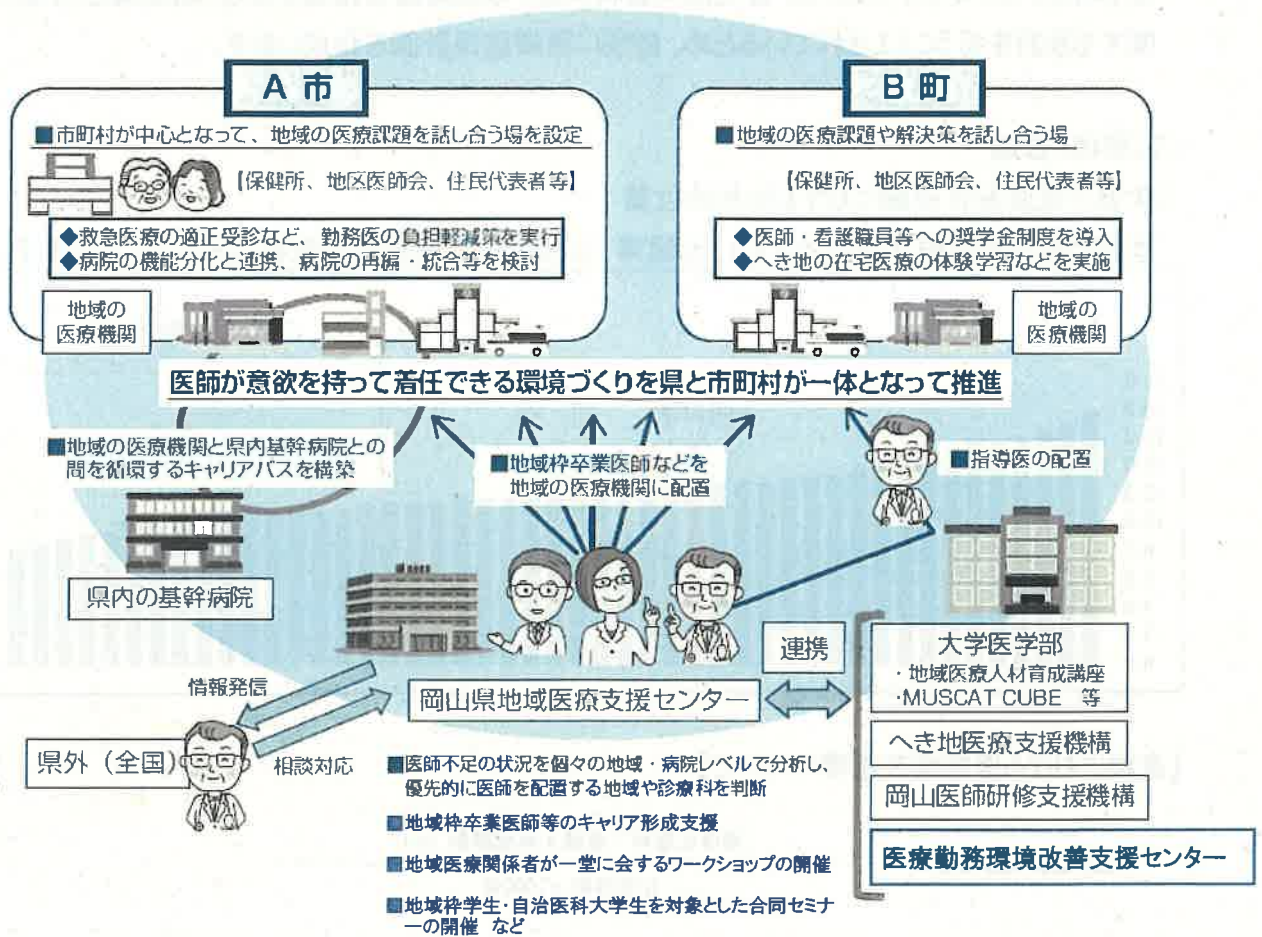 A 市
■市町村が中心となって、地域の医療課題を話し合う場を設定
【保健所、地区医師会、住民代表者等】
◆救急医療の適正受診など、勤務医の負担軽減策を実行
◆病院の機能分化と連携、病院の再編・統合等を検討
地域の
医療機関
B 町
■地域の医療課題や解決策を話し合う場
【保健所、地区医師会、住民代表者等】
◆医師・看護職員等への奨学金制度を導入
◆へき地の在宅医療の体験学習などを実施
地域の
医療機関
医師が意欲を持って着任できる環境づくりを県と市町村が一体となって推進
■地域の医療機関と県内基幹病院との
間を循環するキャリアパスを構築
■地域枠卒業医師などを
地域の医療機関に配置
■指導医の配置
県内の基幹病院
連携
大学医学部
・地域医療人材育成講座
・MUSCAT CUBE 等
情報発信
岡山県地域医療支援センター
へき地医療支援機構
県外（全国）
相談対応
岡山医師研修支援機構
医療勤務環境改善支援センター
■医師不足の状況を個々の地域・病院レベルで分析し、
優先的に医師を配置する地域や診療科を判断
■地域枠卒業医師等のキャリア形成支援
■地域医療関係者が一堂に会するワークショップの開催
■地域枠学生・自治医科大学生を対象とした合同セミナ
ーの開催 など